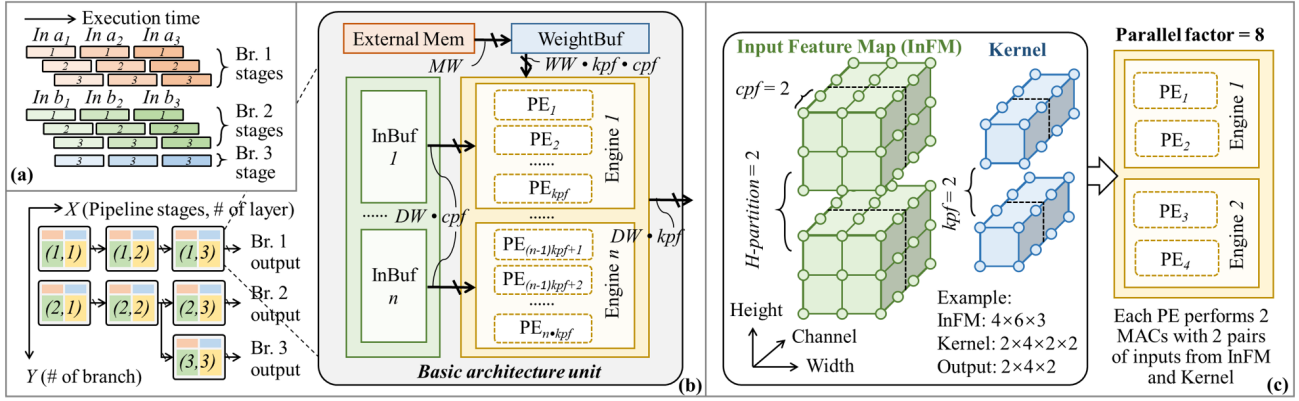 Execution time
In a1 In a2 In a3
1 1 1
2 2 2
3 3 3
Br. 1
stages
In b1 In b2 In b3
1 1 1
2 2 2
3 3 3
Br. 2
stages
3 3 3
Br. 3
stage
(a)
X (Pipeline stages, # of layer)
(1,1) (1,2) (1,3)
Br. 1
output
(2,1) (2,2) (2,3)
Br. 2
output
(3,3)
Br. 3
output
Y (# of branch)
External Mem
WeightBuf
MW
WW • kpf • cpf
InBuf
1
PE1
PE2
......
PEkpf
Engine 1
...... DW • cpf
......
DW • kpf
InBuf
n
PE(n-1)kpf+1
PE(n-1)kpf+2
......
PEn•kpf
Engine n
Basic architecture unit
(b)
Input Feature Map (InFM)
Kernel
cpf = 2
H-partition = 2
kpf = 2
Height
Channel
Width
Example:
InFM: 4×6×3
Kernel: 2×4×2×2
Output: 2×4×2
Parallel factor = 8
PE1
PE2
Engine 1
PE3
PE4
Engine 2
Each PE performs 2
MACs with 2 pairs
of inputs from InFM
and Kernel
(c)